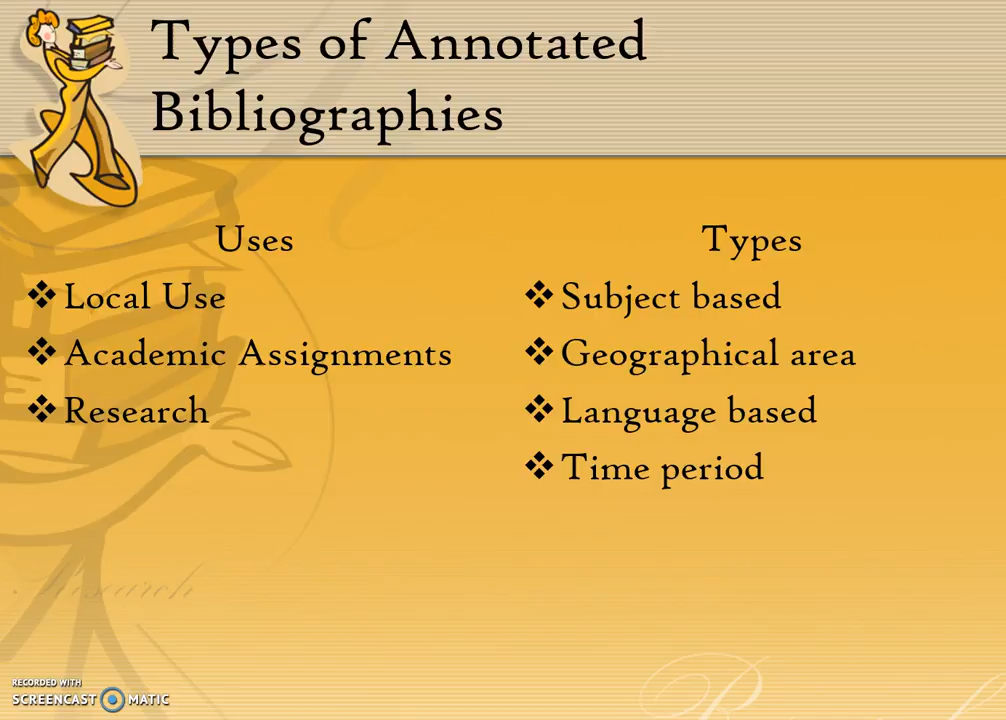 Types of Annotated
Bibliographies
Uses
❖ Local Use
❖ Academic Assignments
❖ Research
Types
❖ Subject based
❖ Geographical area
❖ Language based
❖ Time period
Research
RECORDED WITH
SCREENCAST MATIC